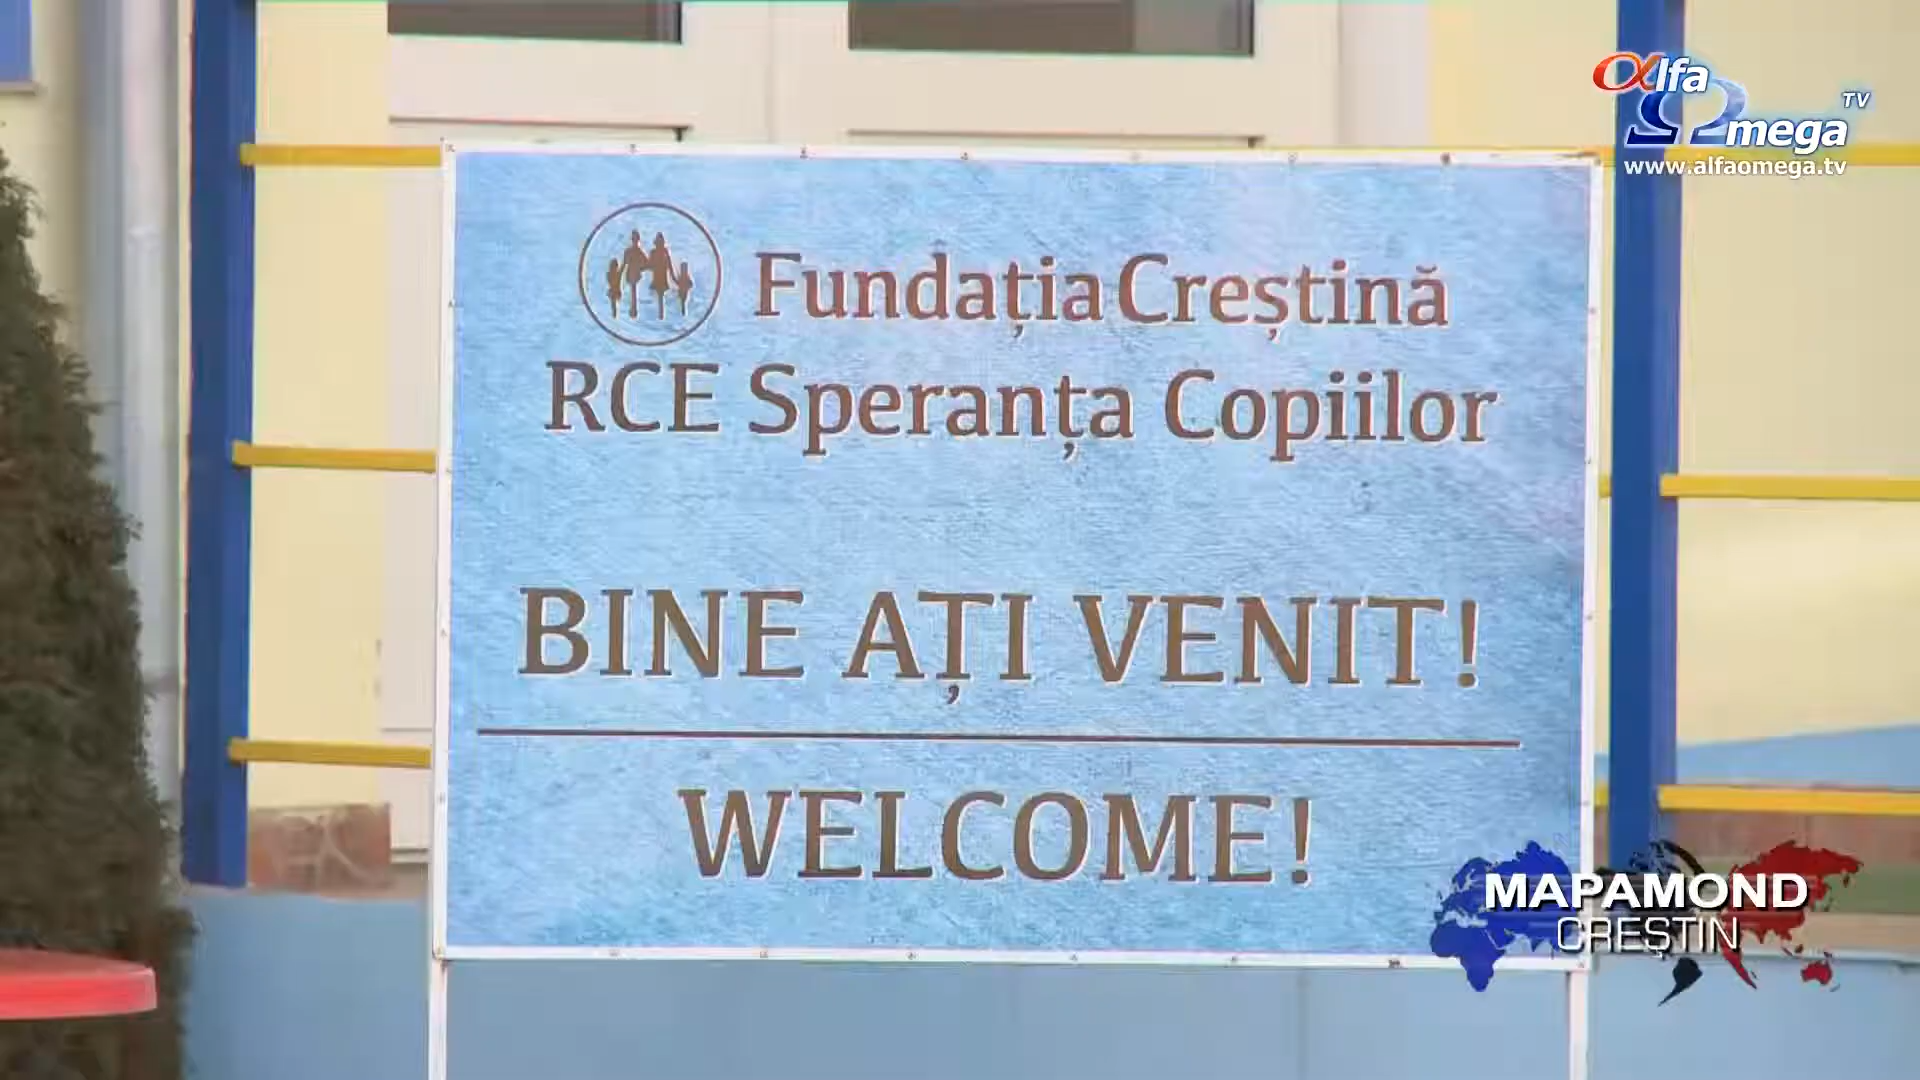 αlfa
Ωmega TV
www.alfaomega.tv
Fundația Creștină
RCE Speranța Copiilor
BINE AȚI VENIT!
WELCOME!
MAPAMOND
CREȘTIN